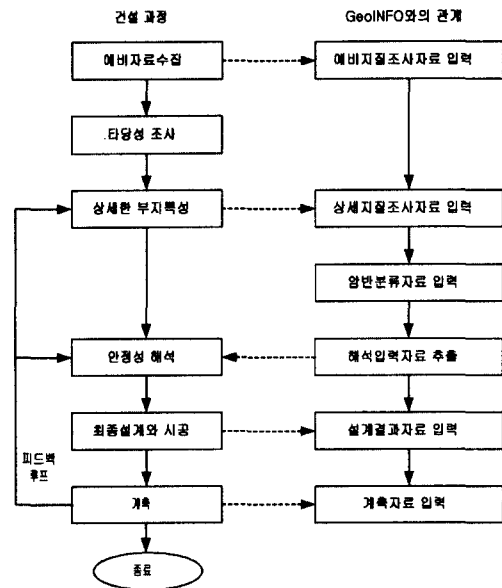 건설 과정
GeoINFO와의 관계
예비자료수집
예비지질조사자료 입력
타당성 조사
상세한 부지특성
상세지질조사자료 입력
암반분류자료 입력
안정성 해석
해석입력자료 추출
최종설계와 시공
설계결과자료 입력
피드백
루프
계측
계측자료 입력
종료